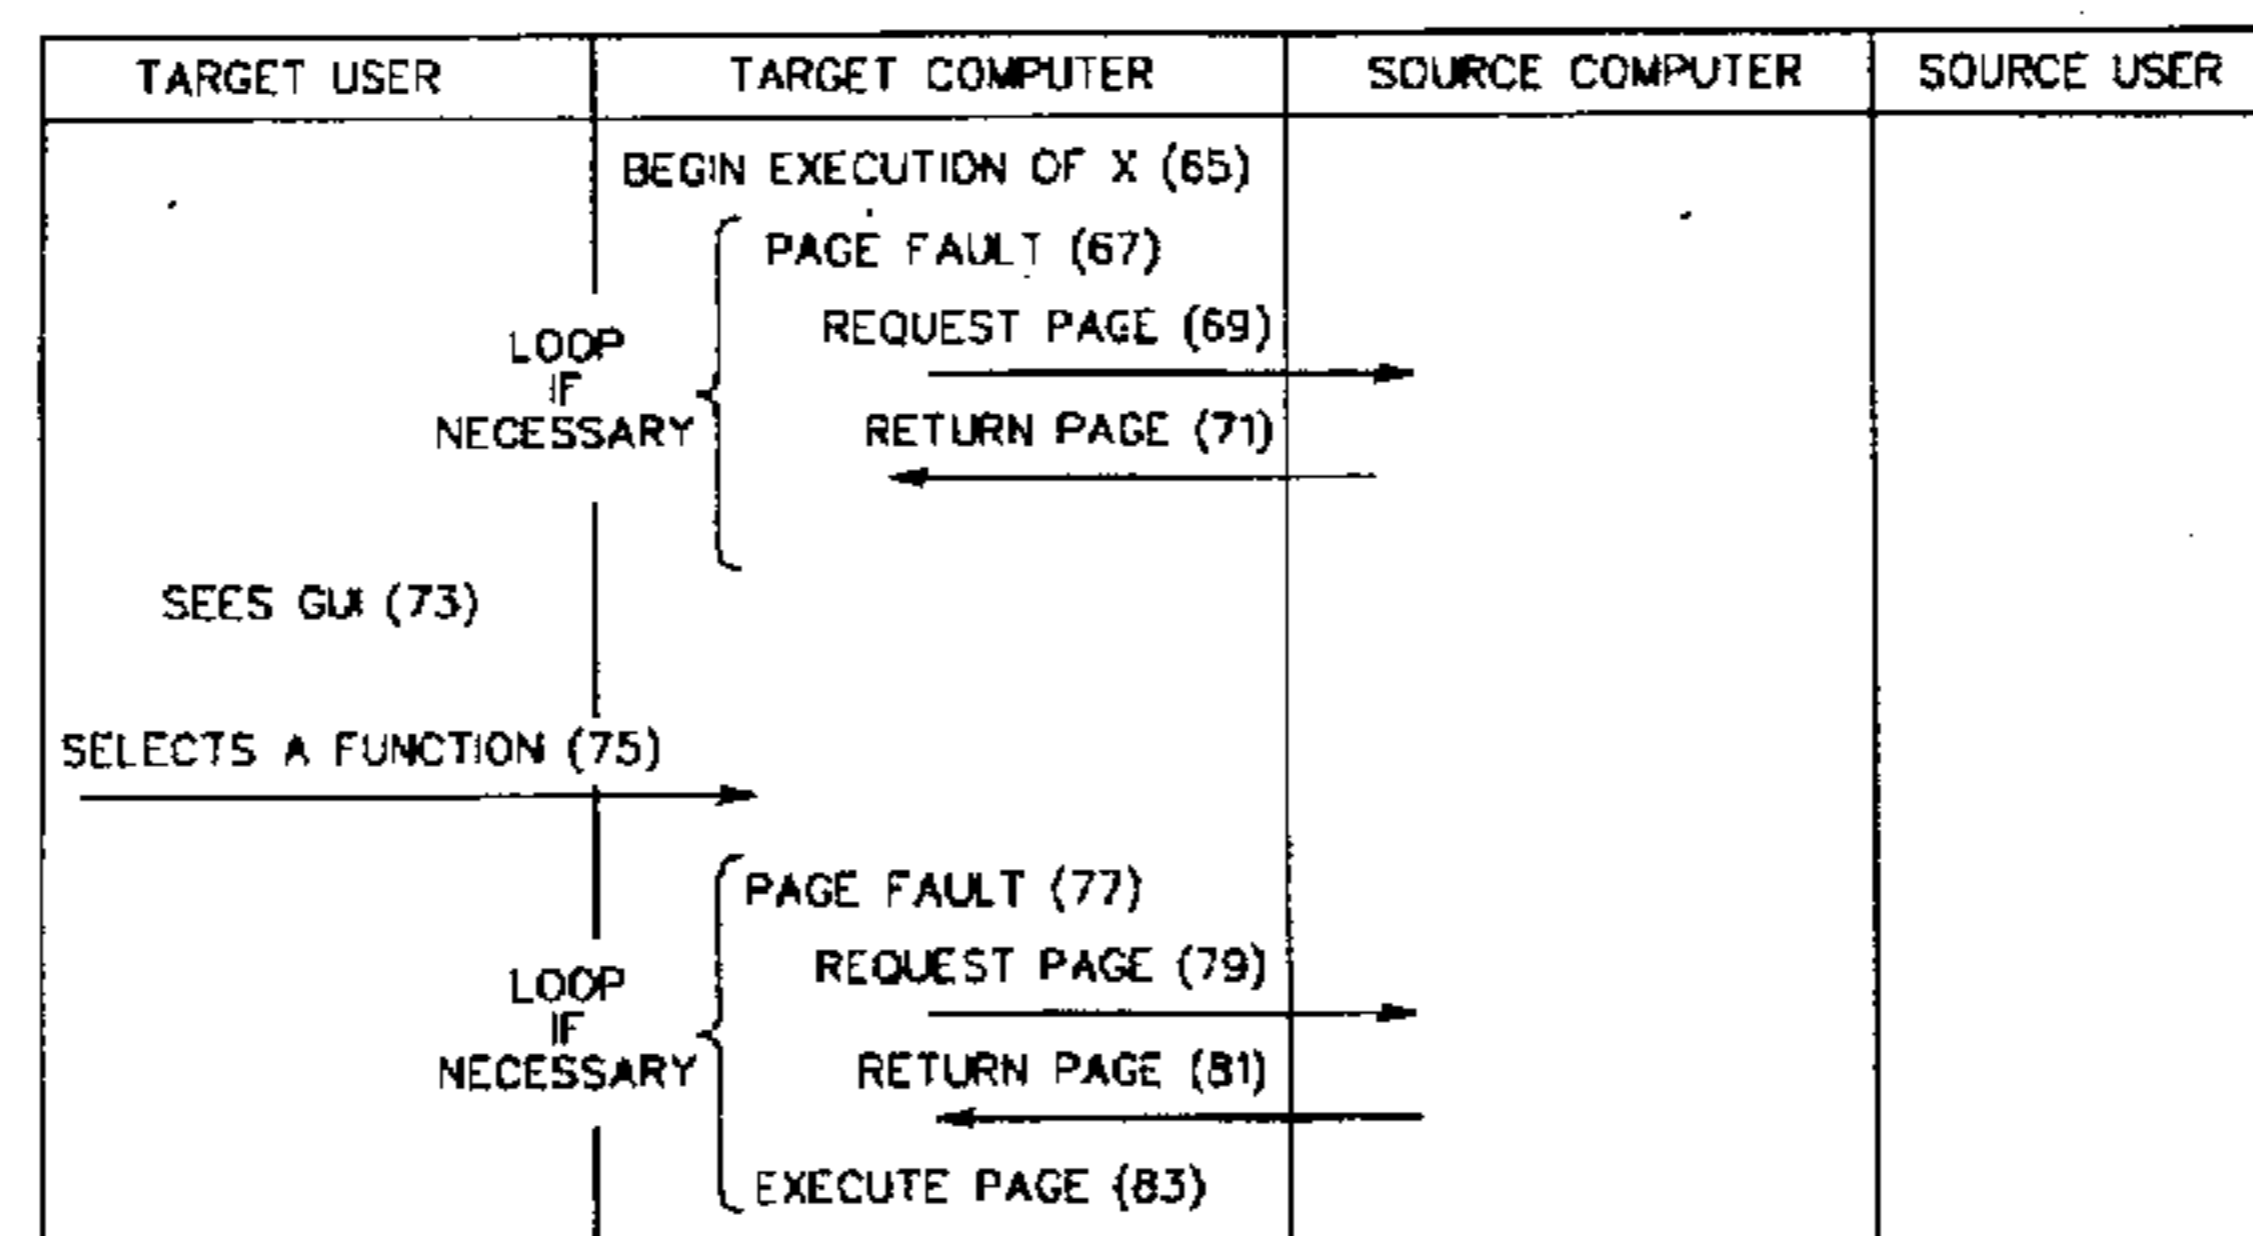 TARGET USER
TARGET COMPUTER
SOURCE COMPUTER
SOURCE USER
BEGIN EXECUTION OF X (65)
PAGE FAULT (67)
REQUEST PAGE (69)
LOOP
IF
NECESSARY
RETURN PAGE (71)
SEES GUI (73)
SELECTS A FUNCTION (75)
PAGE FAULT (77)
REQUEST PAGE (79)
LOOP
IF
NECESSARY
RETURN PAGE (81)
EXECUTE PAGE (83)